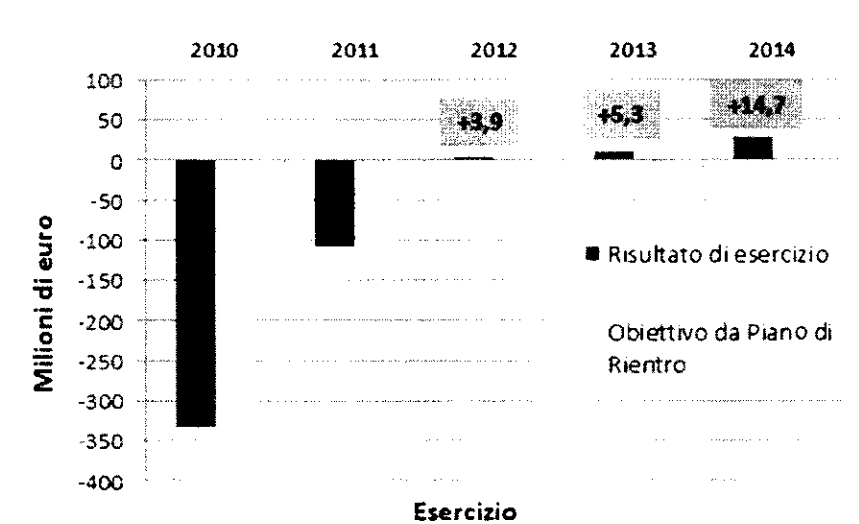 2010 2011 2012 2013 2014
100
50
0
-50
-100
-150
-200
-250
-300
-350
-400
+3,9
+5,3
+14,7
Milioni di euro
Risultato di esercizio
Obiettivo da Piano di
Rientro
Esercizio